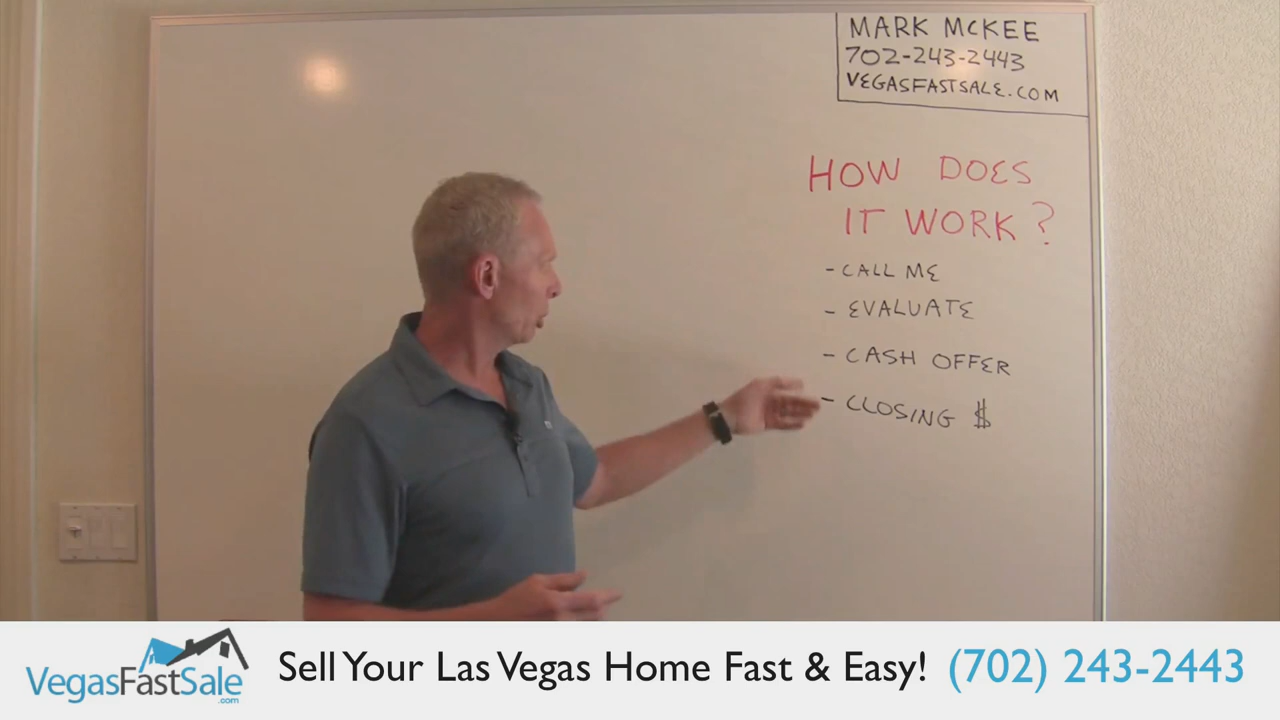 MARK MCKEE
702-243-2443
VEGASFASTSALE.COM
HOW DOES
IT WORK?
- CALL ME
- EVALUATE
- CASH OFFER
- CLOSING $
VegasFastSale
.com
Sell Your Las Vegas Home Fast & Easy! (702) 243-2443